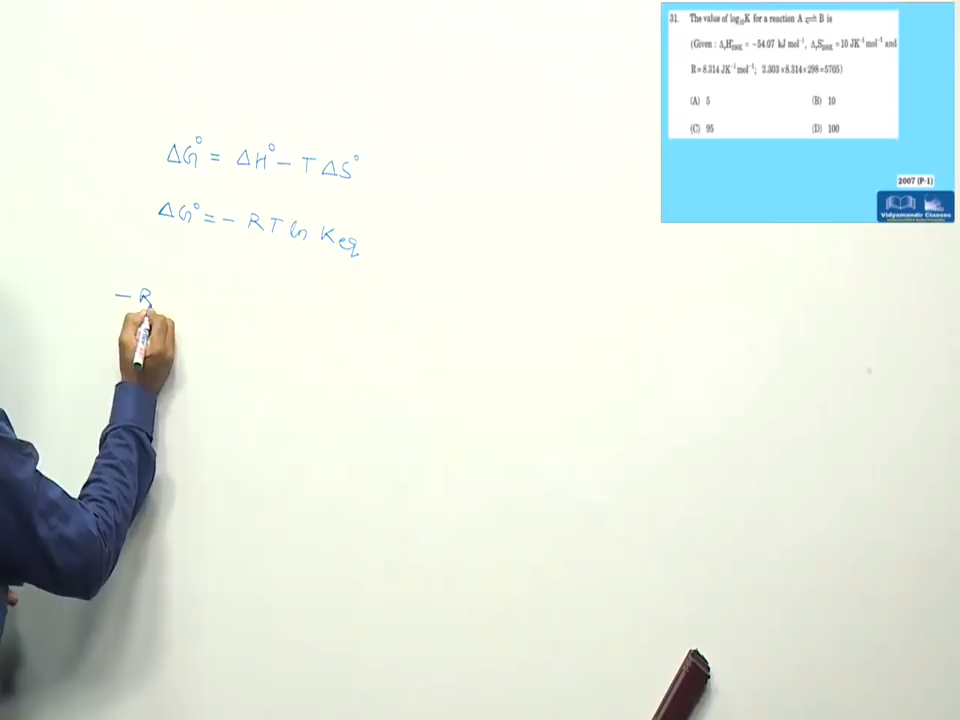 31. The value of log₁₀K for a reaction A ⇌ B is
(Given : ΔᵣH°₂₉₈K = −54.07 kJ mol⁻¹, ΔᵣS°₂₉₈K = 10 JK⁻¹ mol⁻¹ and
R = 8.314 JK⁻¹ mol⁻¹; 2.303 × 8.314 × 298 = 5705)
(A) 5 (B) 10
(C) 95 (D) 100
2007 (P-1)
Vidyamandir Classes
ΔG° = ΔH° − TΔS°
ΔG° = − RT ln Keq
− R